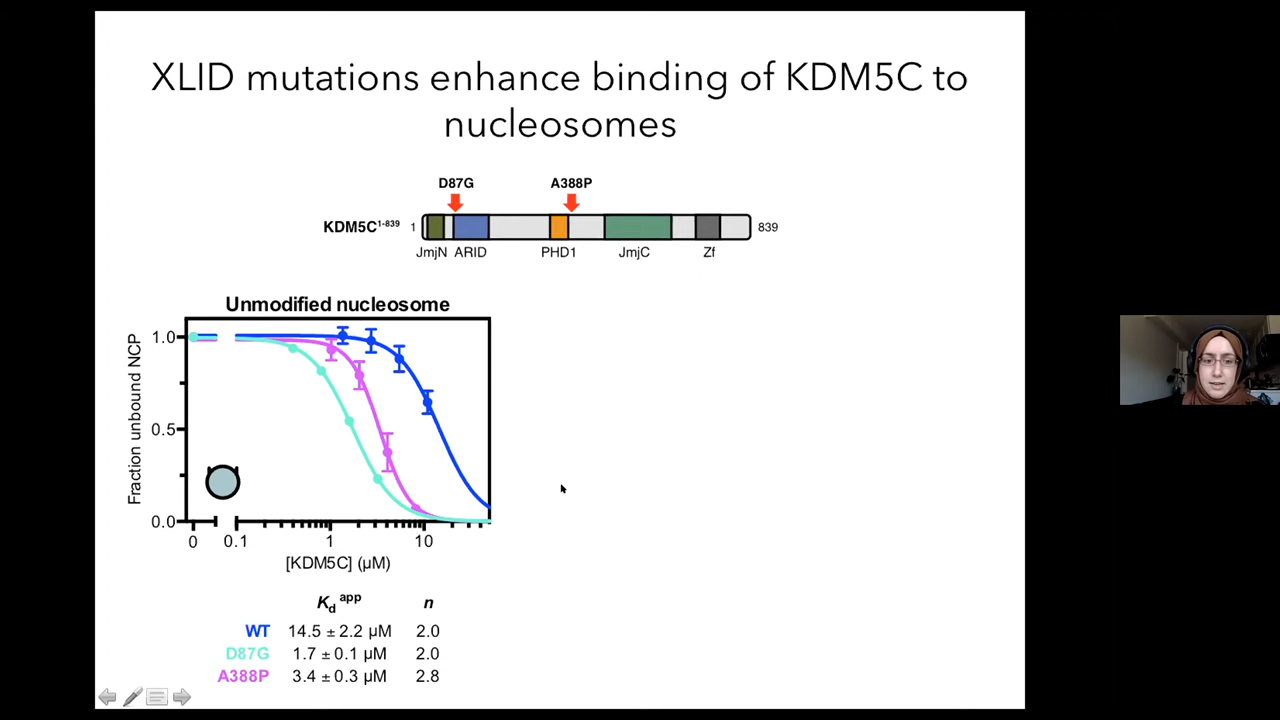 XLID mutations enhance binding of KDM5C to
nucleosomes
D87G A388P
KDM5C1-839 1 839
JmjN ARID PHD1 JmjC Zf
Unmodified nucleosome
Fraction unbound NCP
1.0
0.5
0.0
0 0.1 1 10
[KDM5C] (µM)
Kd app n
WT 14.5 ± 2.2 µM 2.0
D87G 1.7 ± 0.1 µM 2.0
A388P 3.4 ± 0.3 µM 2.8